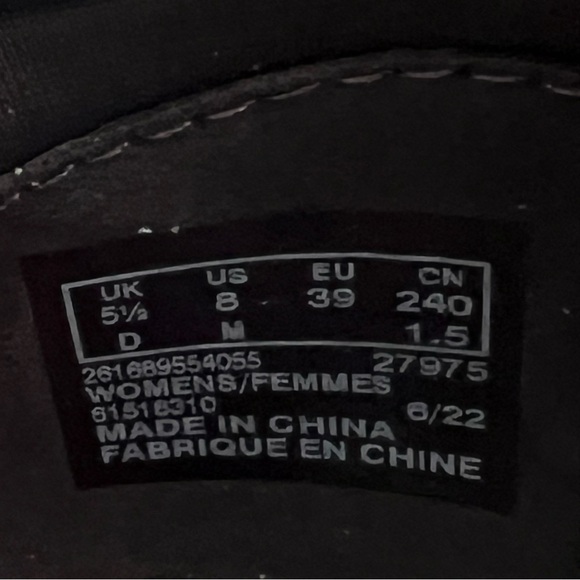 UK US EU CN
5½ 8 39 240
D M 1.5
261689554055 27975
WOMENS/FEMMES
61518310 6/22
MADE IN CHINA
FABRIQUE EN CHINE